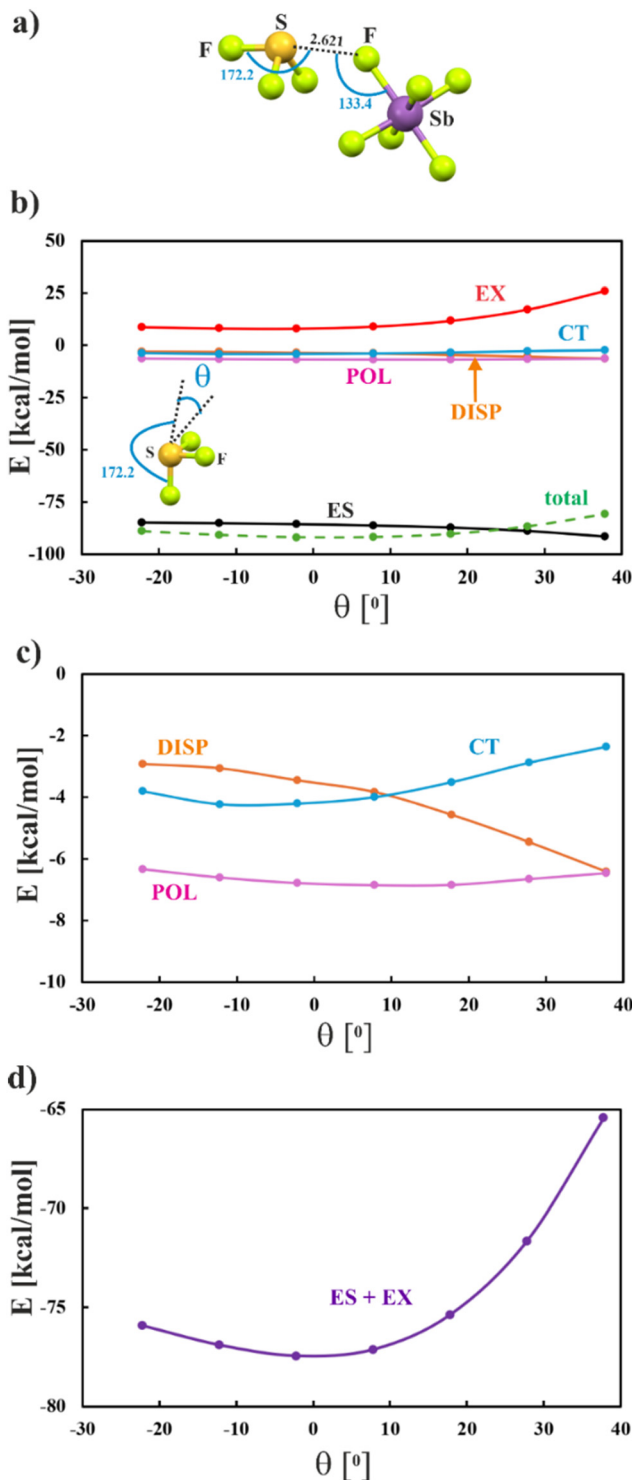 a)
S
F
2.621
F
172.2
133.4
Sb
b)
50
25
0
-25
-50
-75
-100
E [kcal/mol]
EX
CT
POL
DISP
θ
S
F
172.2
ES
total
-30
-20
-10
0
10
20
30
40
θ [⁰]
c)
0
-2
-4
-6
-8
-10
E [kcal/mol]
DISP
CT
POL
-30
-20
-10
0
10
20
30
40
θ [⁰]
d)
-65
-70
-75
-80
E [kcal/mol]
ES + EX
-30
-20
-10
0
10
20
30
40
θ [⁰]